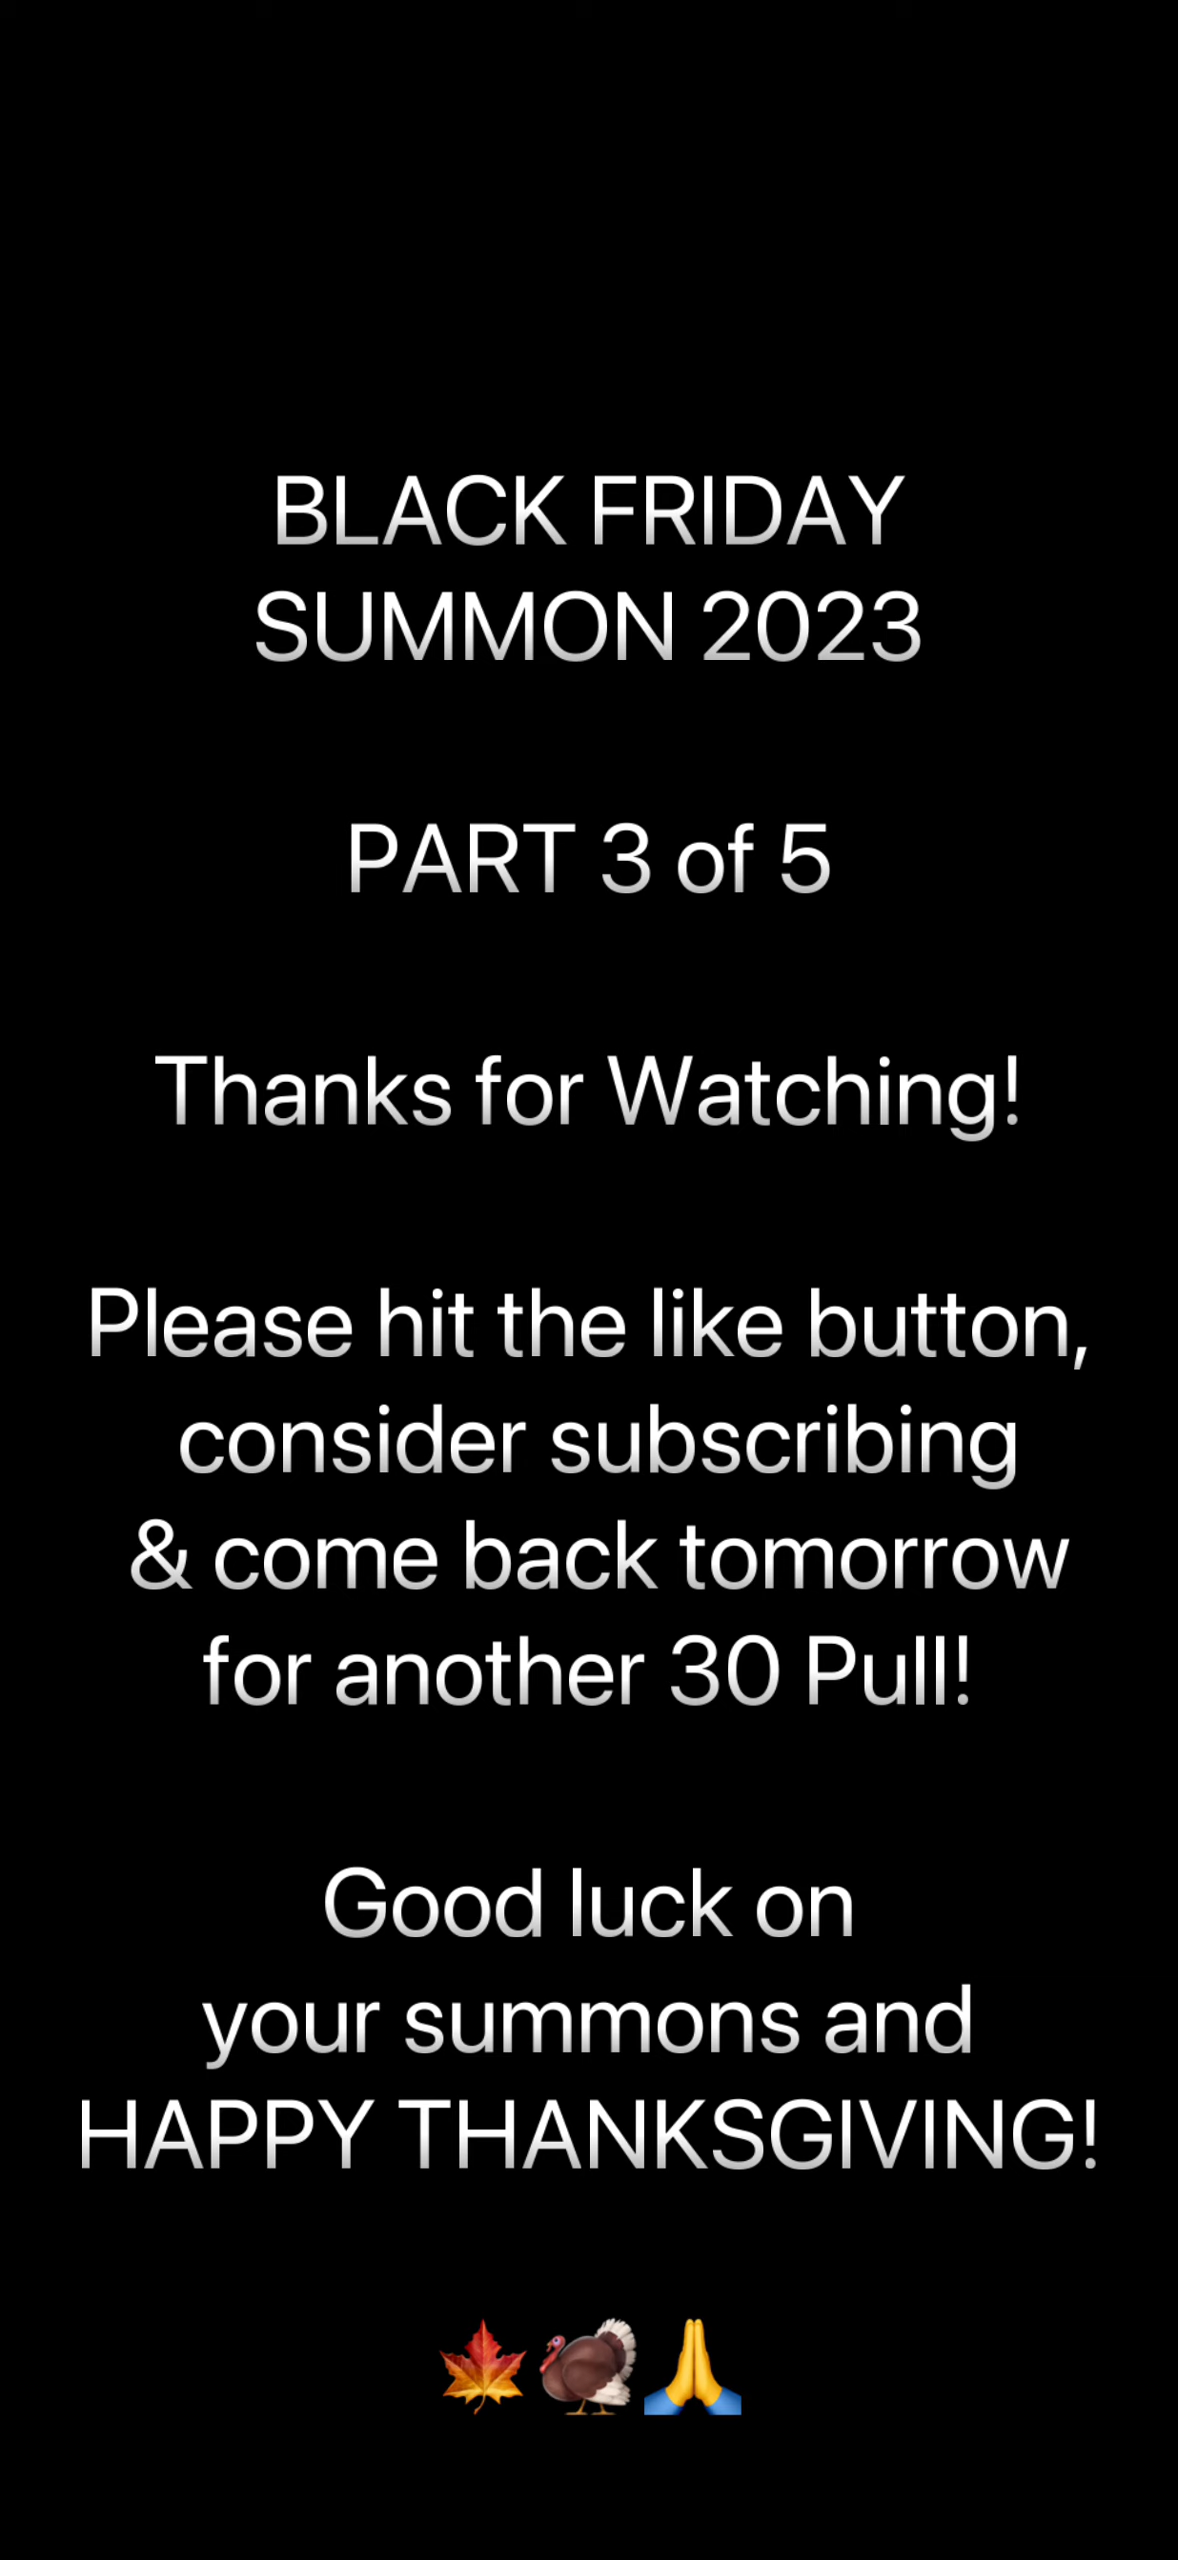 BLACK FRIDAY
SUMMON 2023
PART 3 of 5
Thanks for Watching!
Please hit the like button,
consider subscribing
& come back tomorrow
for another 30 Pull!
Good luck on
your summons and
HAPPY THANKSGIVING!
🍁🦃🙏